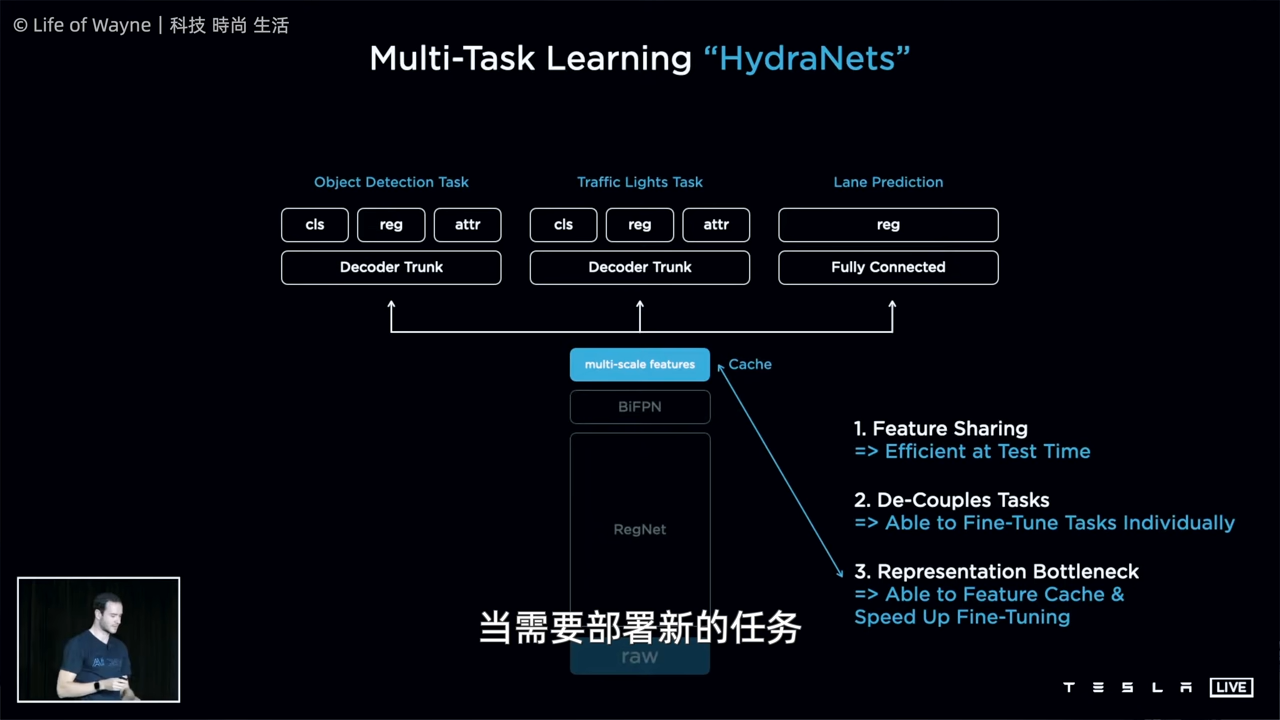 © Life of Wayne | 科技 時尚 生活
Multi-Task Learning “HydraNets”
Object Detection Task
Traffic Lights Task
Lane Prediction
cls
reg
attr
cls
reg
attr
reg
Decoder Trunk
Decoder Trunk
Fully Connected
multi-scale features
Cache
BiFPN
RegNet
raw
1. Feature Sharing
=> Efficient at Test Time
2. De-Couples Tasks
=> Able to Fine-Tune Tasks Individually
3. Representation Bottleneck
=> Able to Feature Cache &
Speed Up Fine-Tuning
当需要部署新的任务
TESLA LIVE